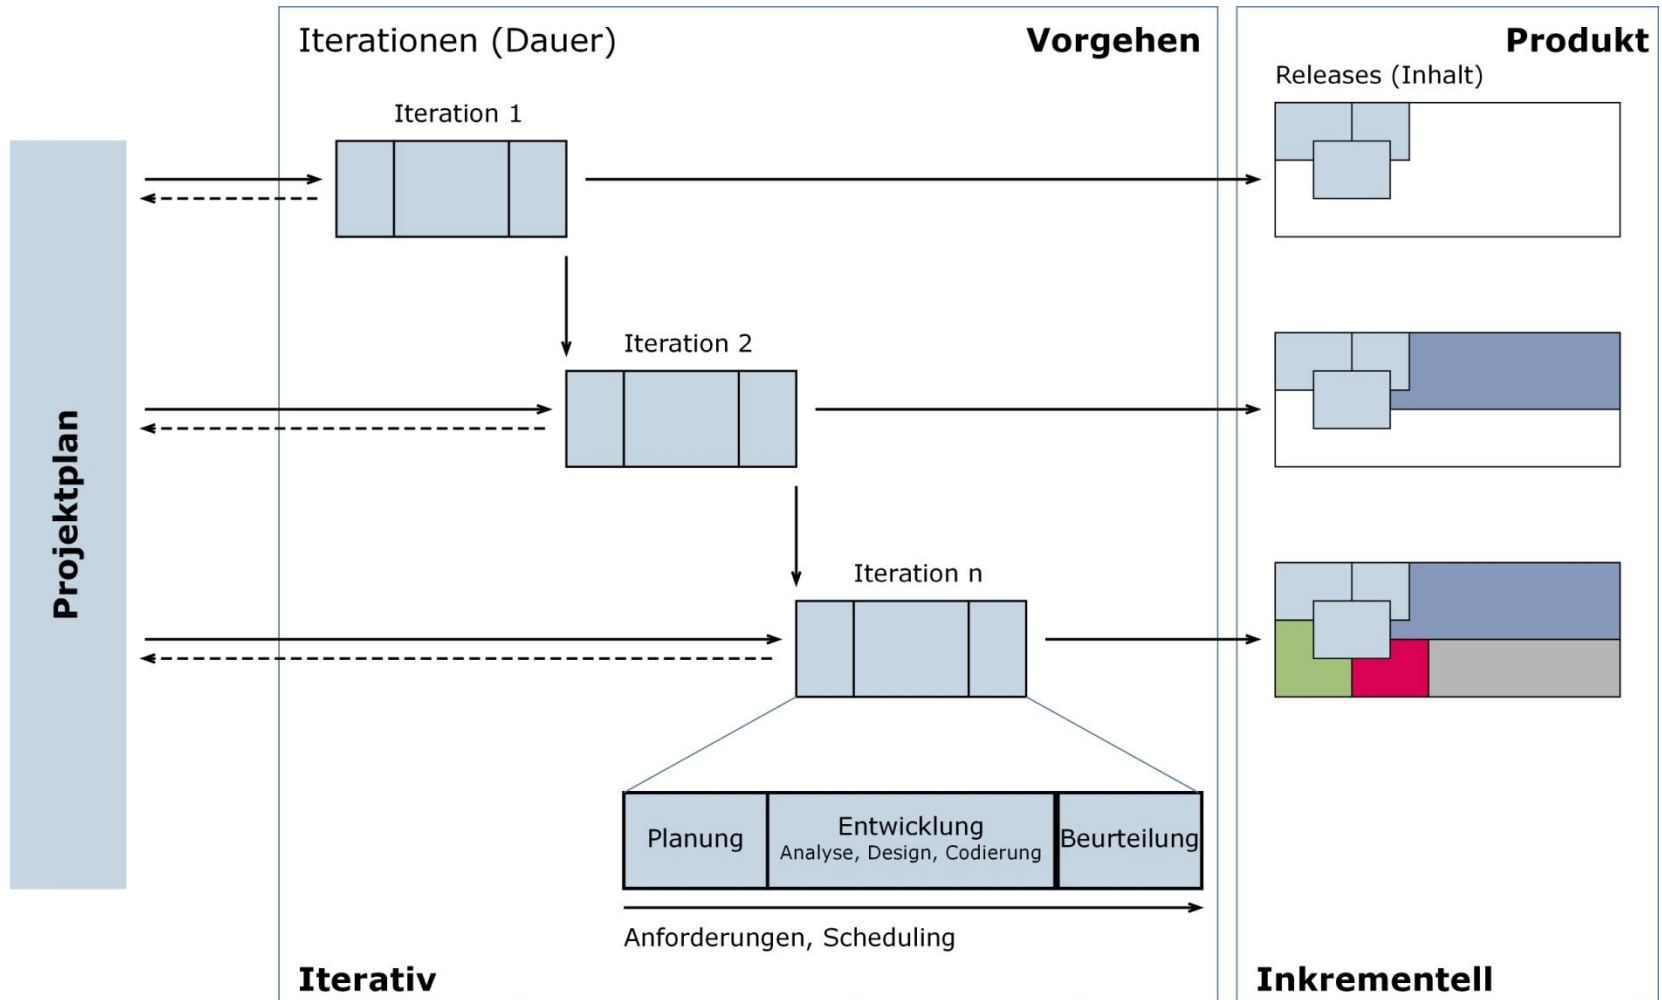 Iterationen (Dauer)
Vorgehen
Produkt
Releases (Inhalt)
Iteration 1
Iteration 2
Projektplan
Iteration n
Planung
Entwicklung
Analyse, Design, Codierung
Beurteilung
Anforderungen, Scheduling
Iterativ
Inkrementell